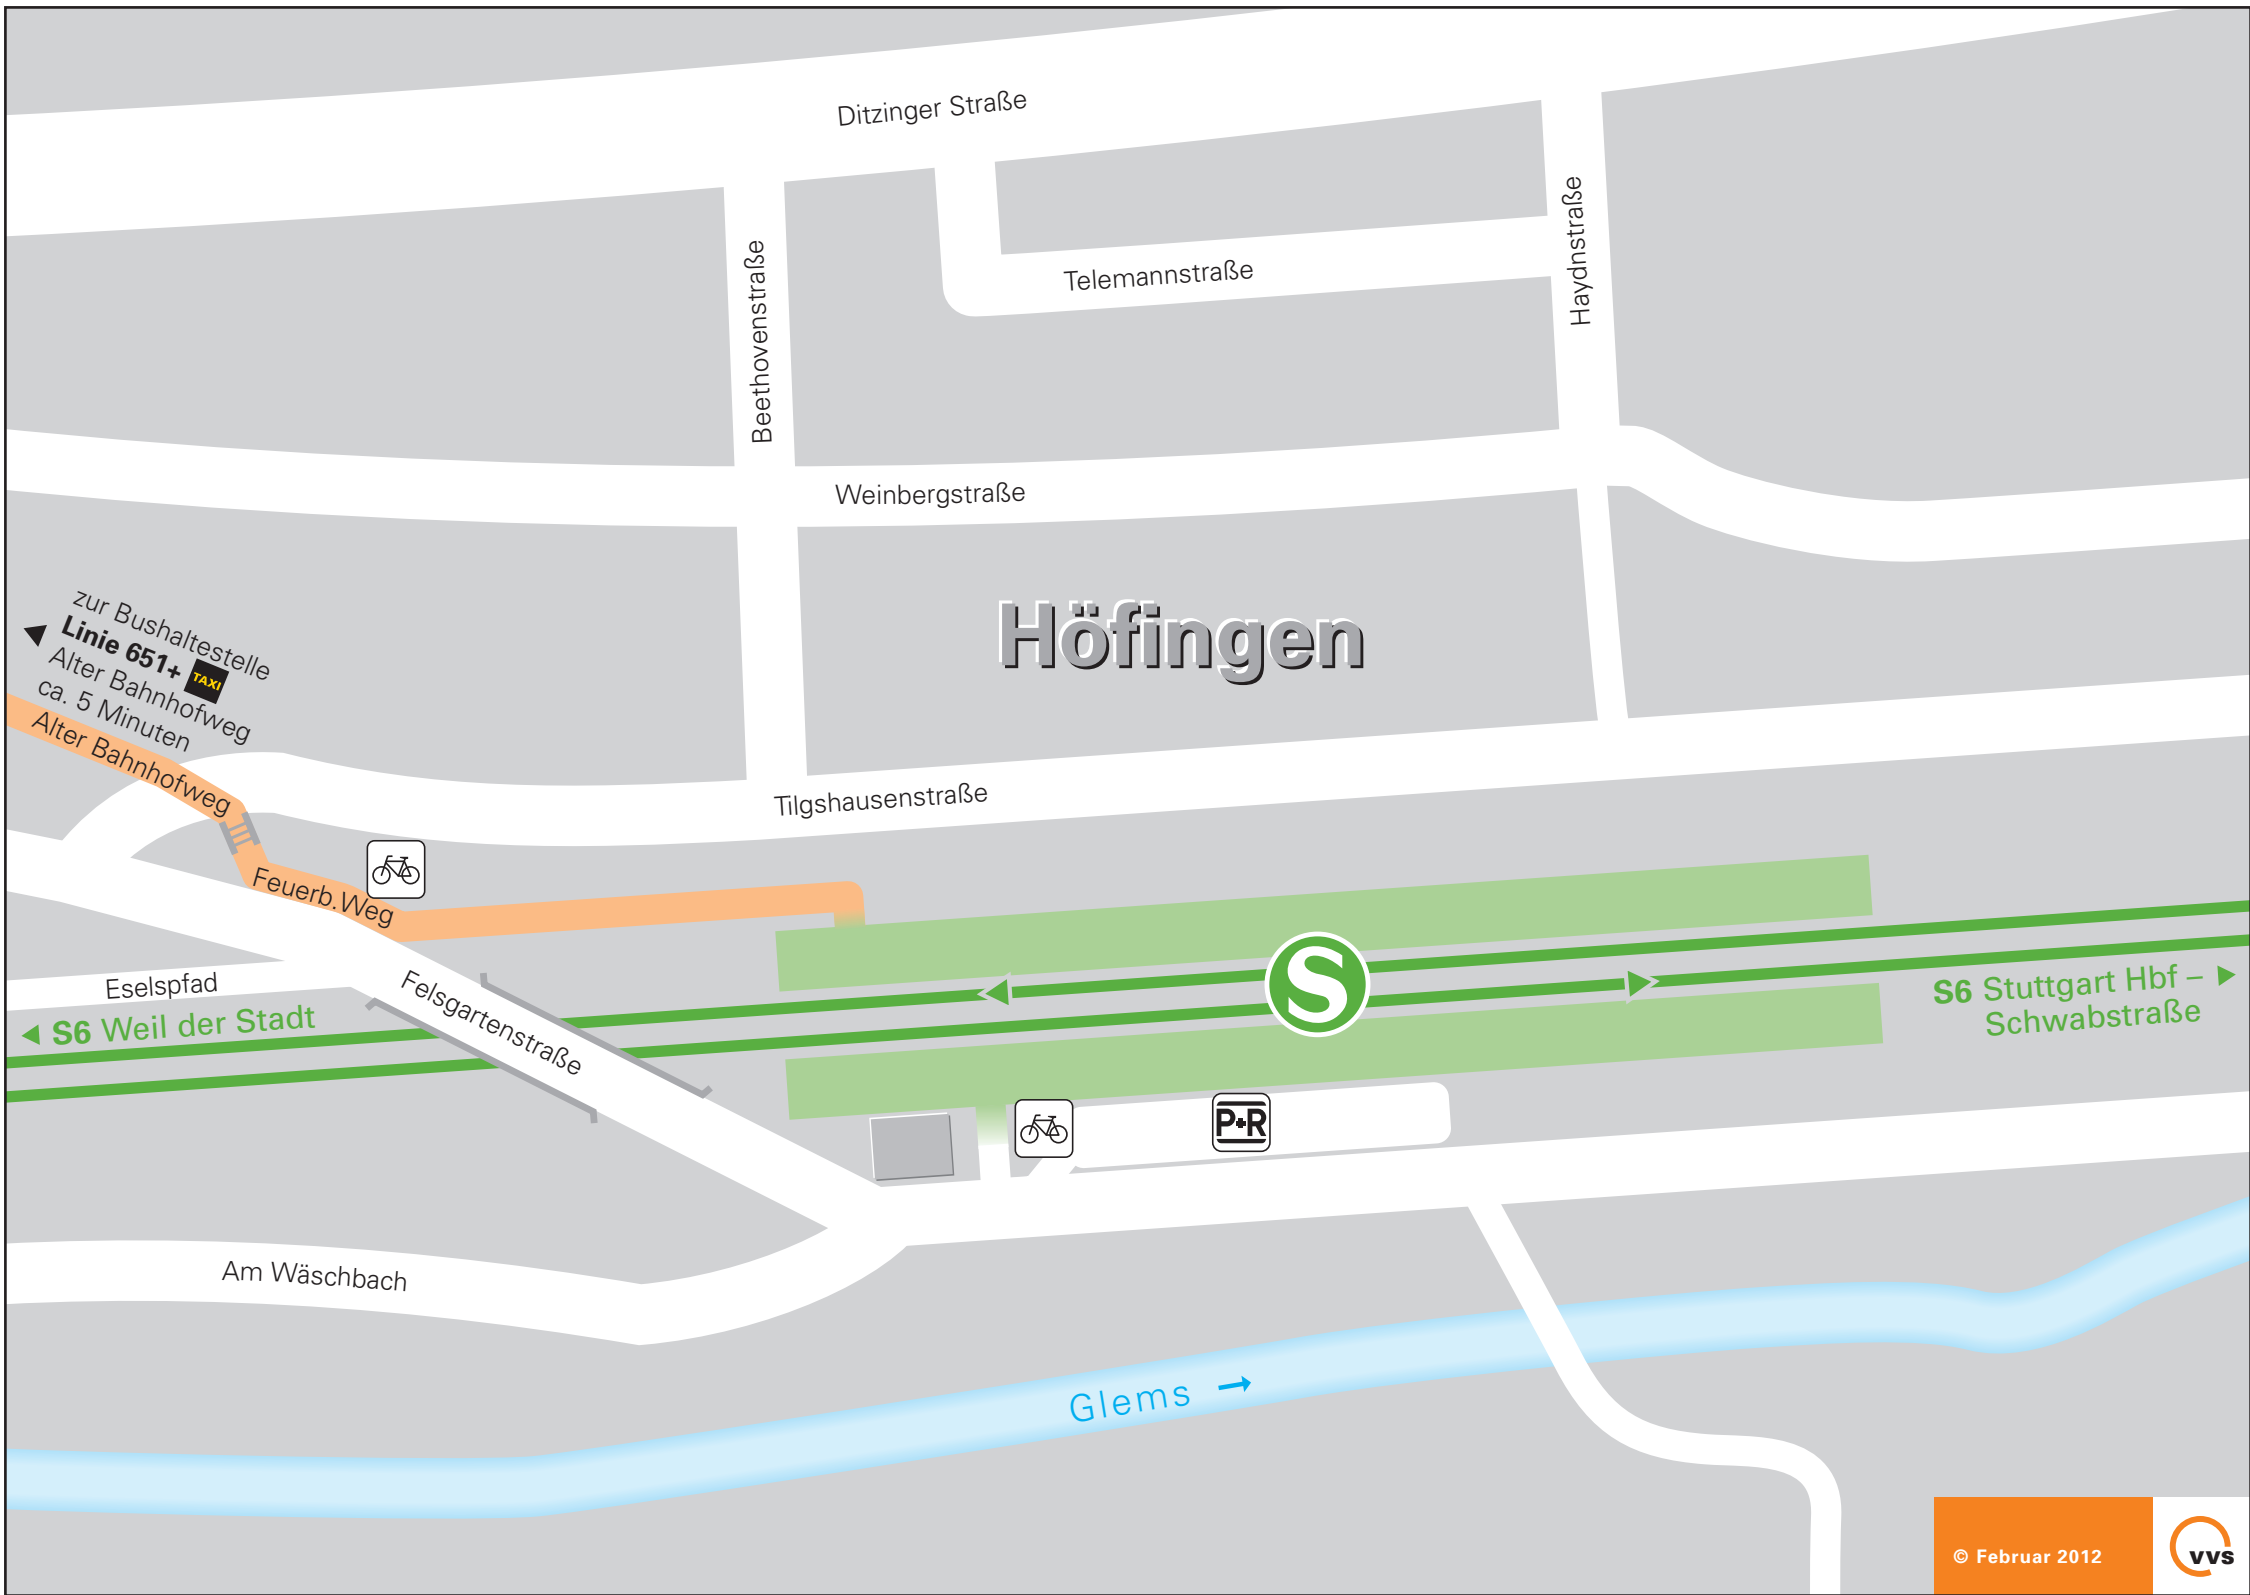 Ditzinger Straße
Telemannstraße
Haydnstraße
Beethovenstraße
Weinbergstraße
Höfingen
zur Bushaltestelle
Linie 651+ TAXI
Alter Bahnhofweg
ca. 5 Minuten
Alter Bahnhofweg
Tilgshausenstraße
Feuerb.Weg
Eselspfad
Felsgartenstraße
S6 Weil der Stadt
S
S6 Stuttgart Hbf –
Schwabstraße
P+R
Am Wäschbach
Glems
© Februar 2012
vvs